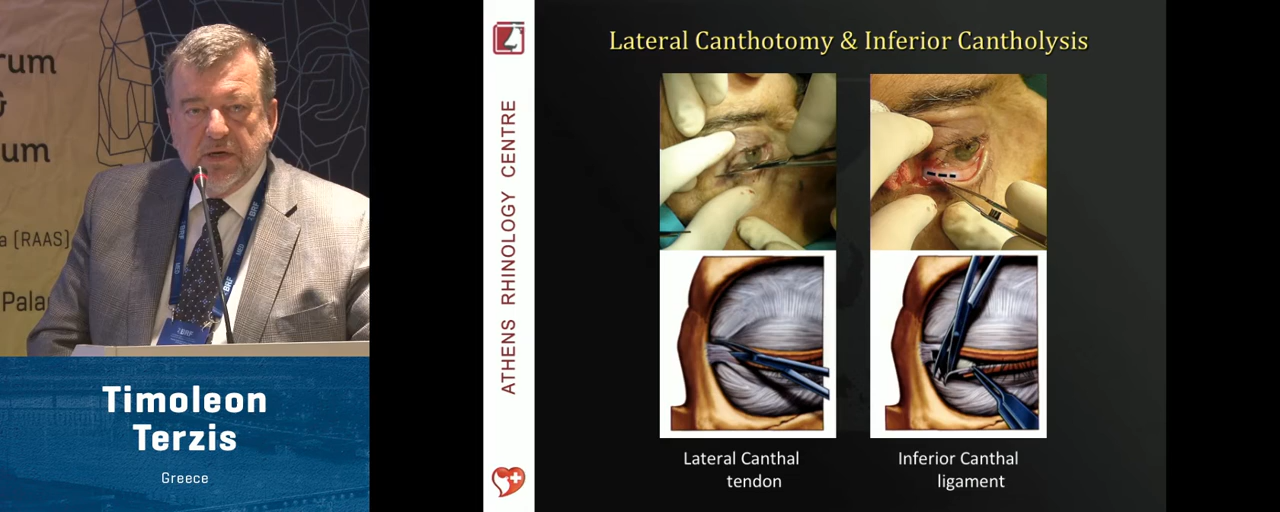 rum
&
um
a (RAAS)
Pala
BRF
Timoleon
Terzis
Greece
ATHENS RHINOLOGY CENTRE
Lateral Canthotomy & Inferior Cantholysis
Lateral Canthal
tendon
Inferior Canthal
ligament